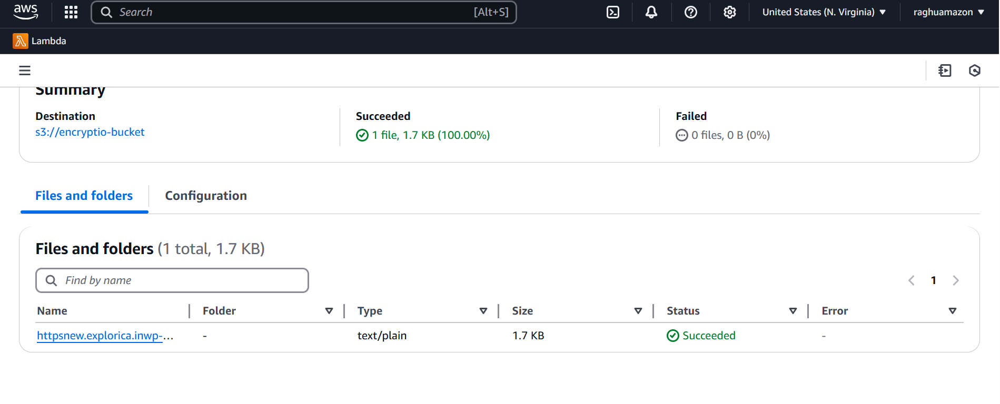 aws Search [Alt+S] United States (N. Virginia) raghuamazon
Lambda
Summary
Destination Succeeded Failed
s3://encryptio-bucket 1 file, 1.7 KB (100.00%) 0 files, 0 B (0%)
Files and folders Configuration
Files and folders (1 total, 1.7 KB)
Find by name 1
Name Folder Type Size Status Error
httpsnew.explorica.inwp-... - text/plain 1.7 KB Succeeded -